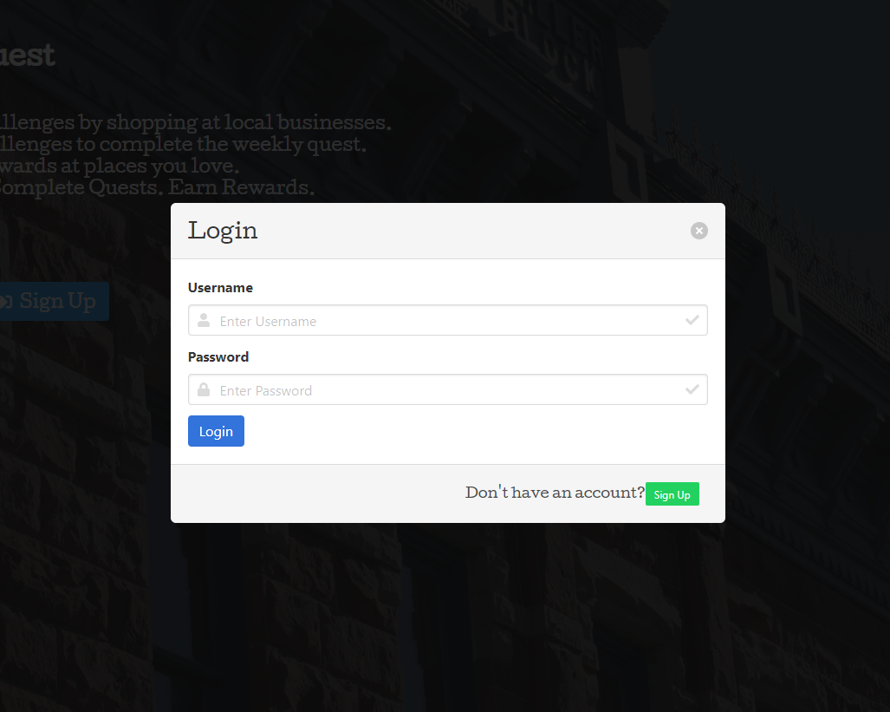 uest
llenges by shopping at local businesses.
llenges to complete the weekly quest.
wards at places you love.
omplete Quests. Earn Rewards.
Sign Up
Login
Username
Enter Username
Password
Enter Password
Login
Don't have an account? Sign Up